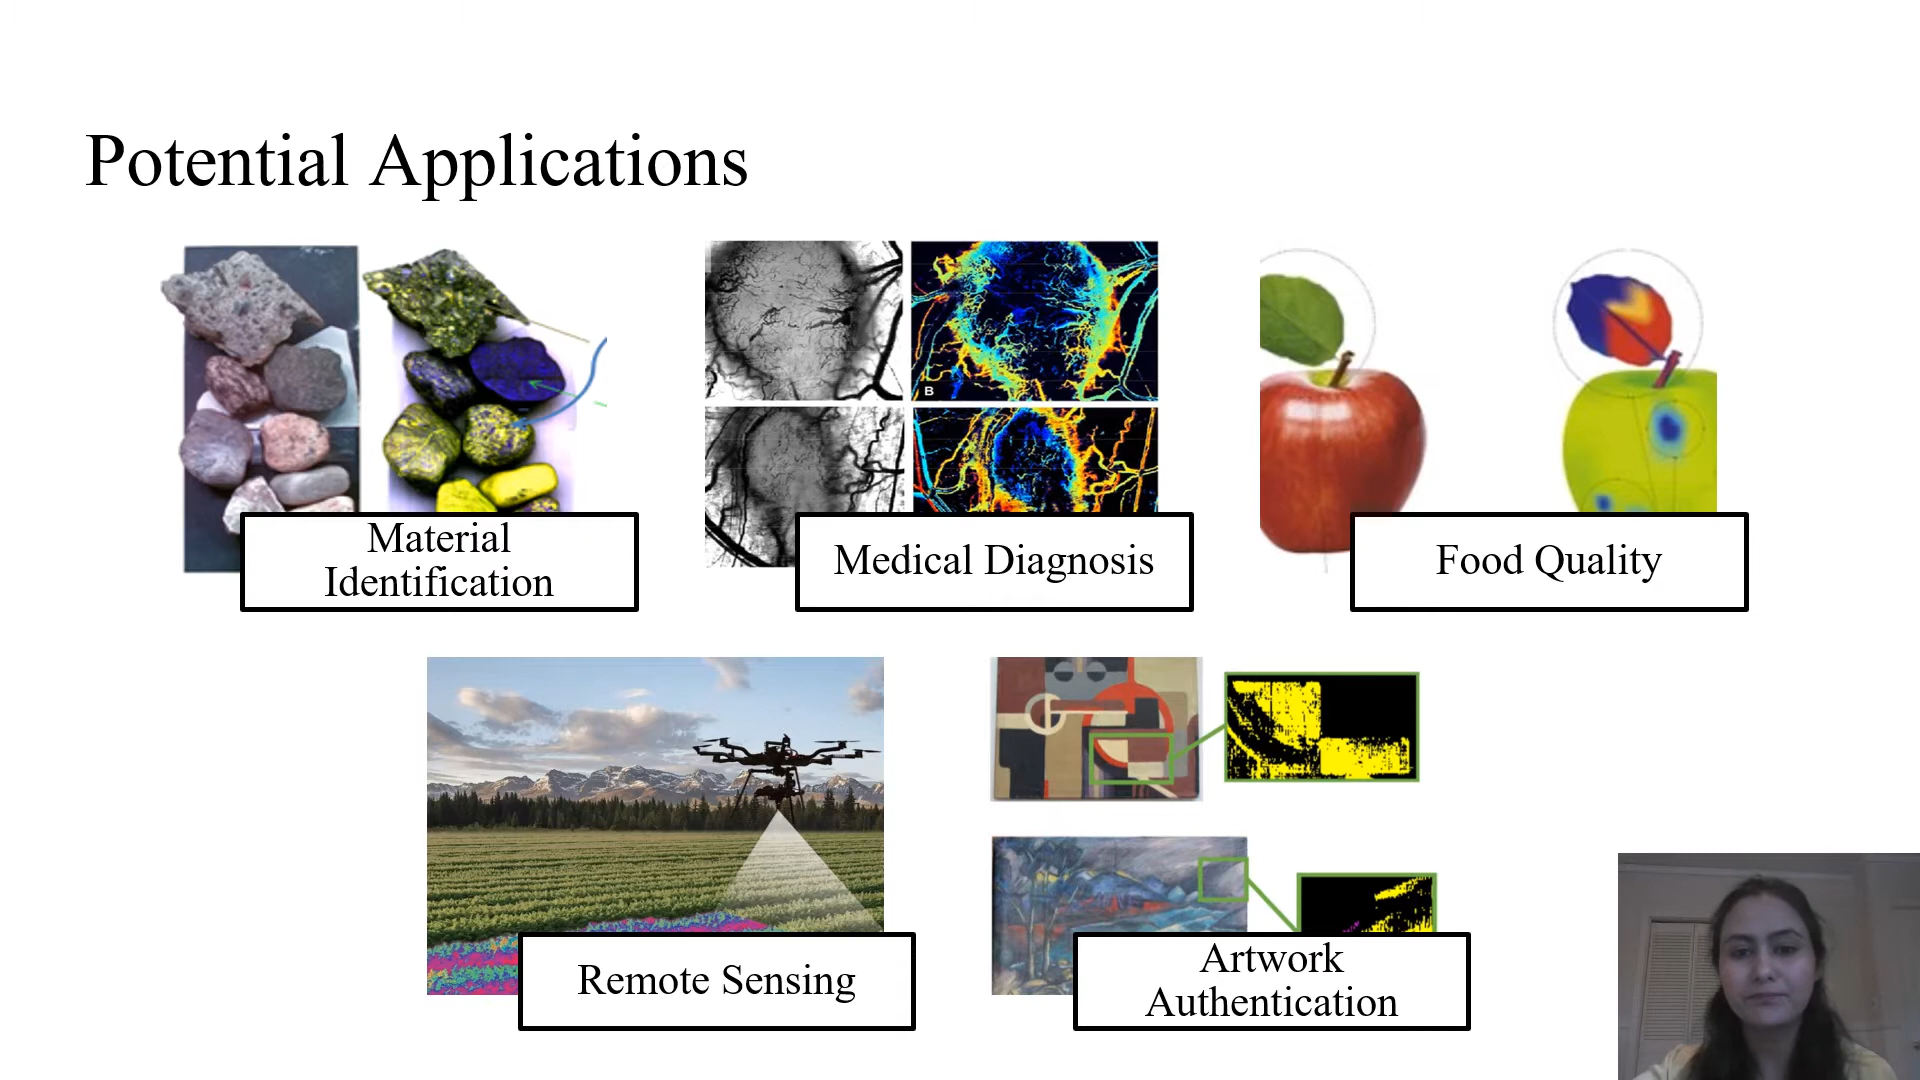 Potential Applications
B
Material
Identification
Medical Diagnosis
Food Quality
Remote Sensing
Artwork
Authentication